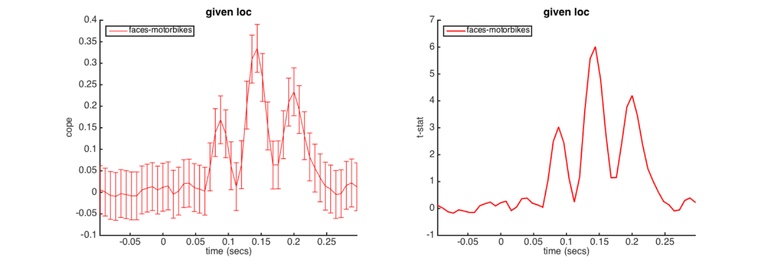 given loc
faces-motorbikes
cope
0.4
0.35
0.3
0.25
0.2
0.15
0.1
0.05
0
-0.05
-0.1
-0.05 0 0.05 0.1 0.15 0.2 0.25
time (secs)
given loc
faces-motorbikes
t-stat
7
6
5
4
3
2
1
0
-1
-0.05 0 0.05 0.1 0.15 0.2 0.25
time (secs)